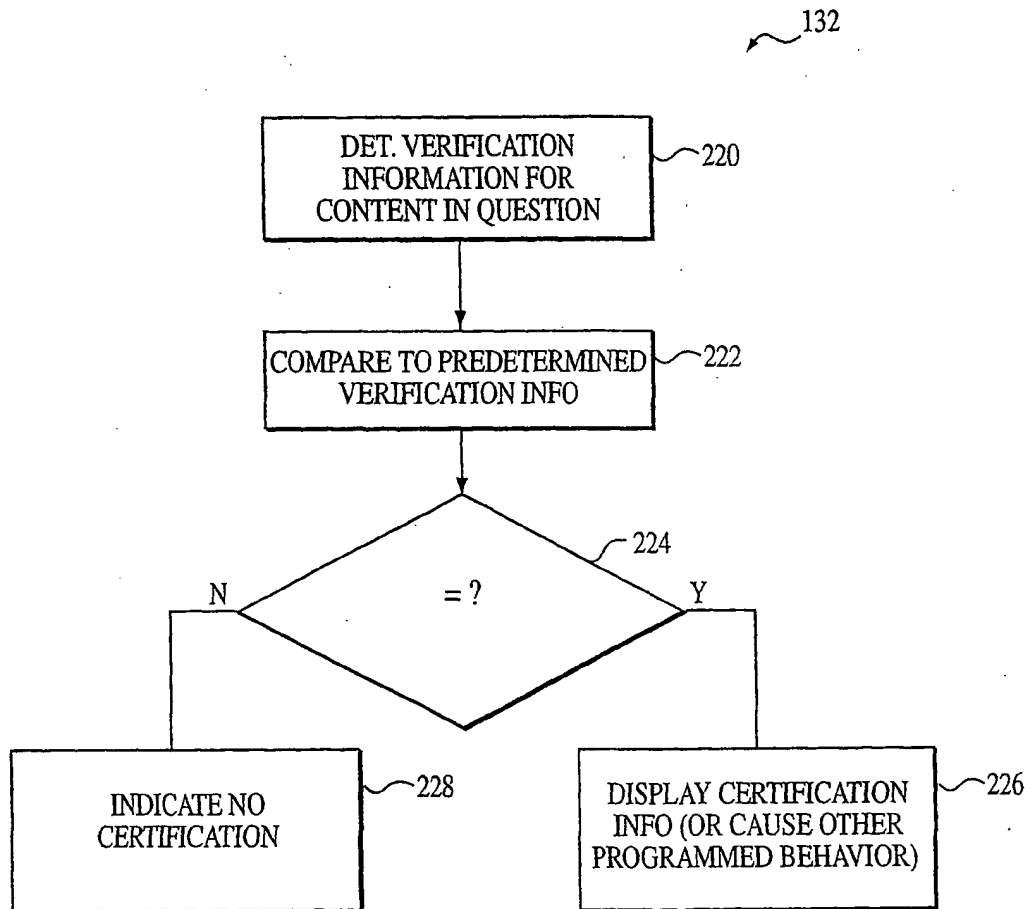 132
DET. VERIFICATION
INFORMATION FOR
CONTENT IN QUESTION
220
COMPARE TO PREDETERMINED
VERIFICATION INFO
222
224
= ?
N
Y
INDICATE NO
CERTIFICATION
228
DISPLAY CERTIFICATION
INFO (OR CAUSE OTHER
PROGRAMMED BEHAVIOR)
226